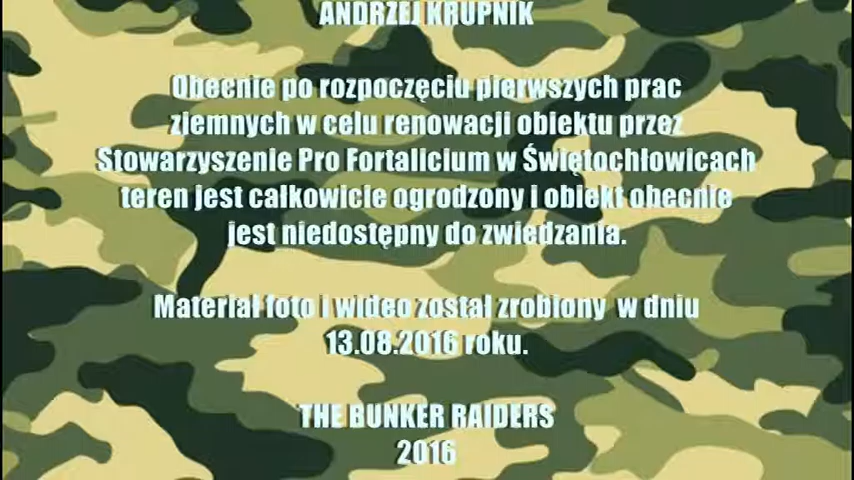 ANDRZEJ KRUPNIK
Obecnie po rozpoczęciu pierwszych prac
ziemnych w celu renowacji obiektu przez
Stowarzyszenie Pro Fortalicium w Świętochłowicach
teren jest całkowicie ogrodzony i obiekt obecnie
jest niedostępny do zwiedzania.
Materiał foto i wideo został zrobiony w dniu
13.08.2016 roku.
THE BUNKER RAIDERS
2016